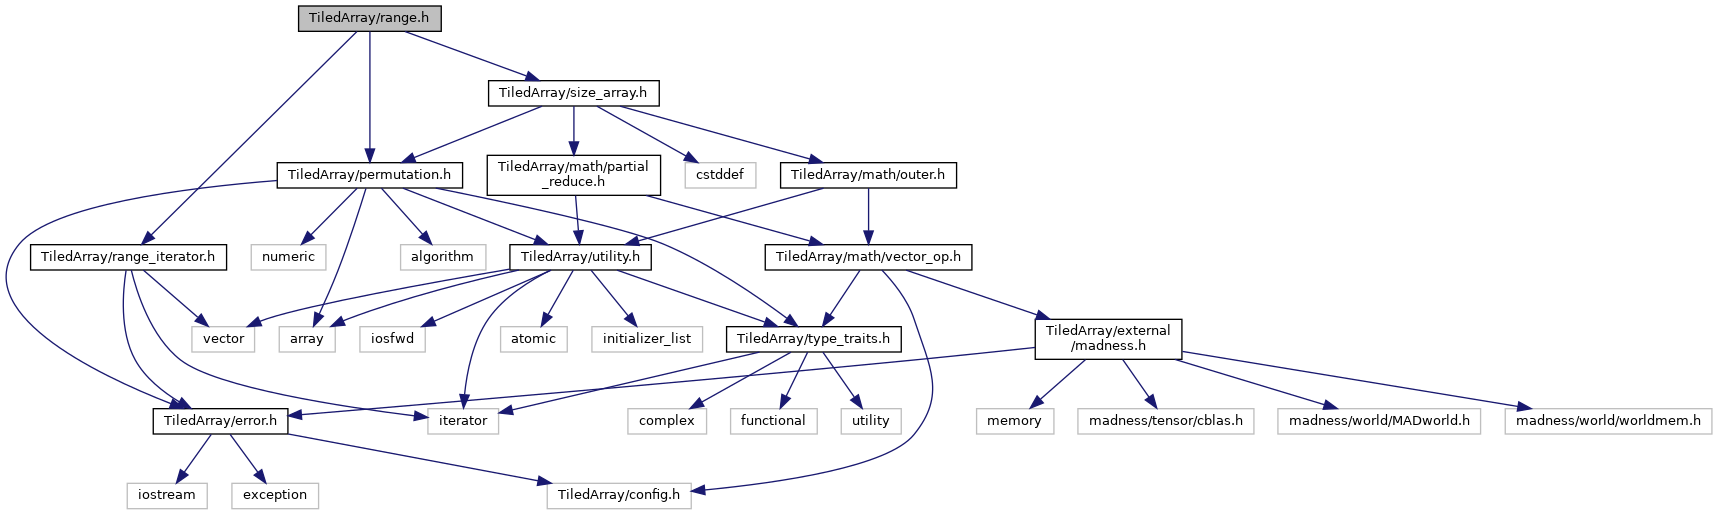 TiledArray/range.h
TiledArray/size_array.h
TiledArray/permutation.h
TiledArray/math/partial
_reduce.h
cstddef
TiledArray/math/outer.h
TiledArray/range_iterator.h
numeric
algorithm
TiledArray/utility.h
TiledArray/math/vector_op.h
vector
array
iosfwd
atomic
initializer_list
TiledArray/type_traits.h
TiledArray/external
/madness.h
TiledArray/error.h
iterator
complex
functional
utility
memory
madness/tensor/cblas.h
madness/world/MADworld.h
madness/world/worldmem.h
iostream
exception
TiledArray/config.h